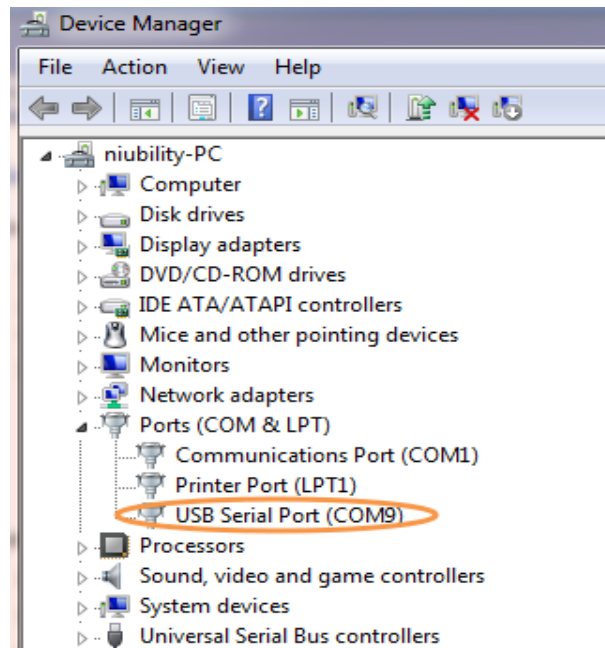 Device Manager
File Action View Help
niubility-PC
Computer
Disk drives
Display adapters
DVD/CD-ROM drives
IDE ATA/ATAPI controllers
Mice and other pointing devices
Monitors
Network adapters
Ports (COM & LPT)
Communications Port (COM1)
Printer Port (LPT1)
USB Serial Port (COM9)
Processors
Sound, video and game controllers
System devices
Universal Serial Bus controllers